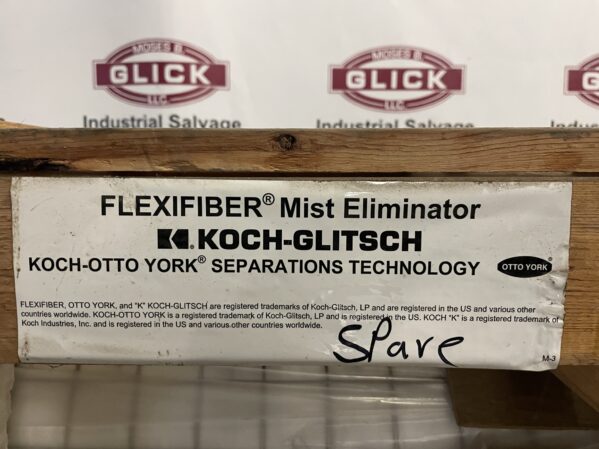 MOSES B. MOSES B.
GLICK GLICK GL
LLC LLC
Industrial Salvage Industrial Salvage In
FLEXIFIBER® Mist Eliminator
K KOCH-GLITSCH
KOCH-OTTO YORK® SEPARATIONS TECHNOLOGY OTTO YORK
FLEXIFIBER, OTTO YORK, and "K" KOCH-GLITSCH are registered trademarks of Koch-Glitsch, LP and are registered in the US and various other
countries worldwide. KOCH-OTTO YORK is a registered trademark of Koch-Glitsch, LP and is registered in the US. KOCH "K" is a registered trademark of
Koch Industries, Inc. and is registered in the US and various other countries worldwide.
Spare
M-3